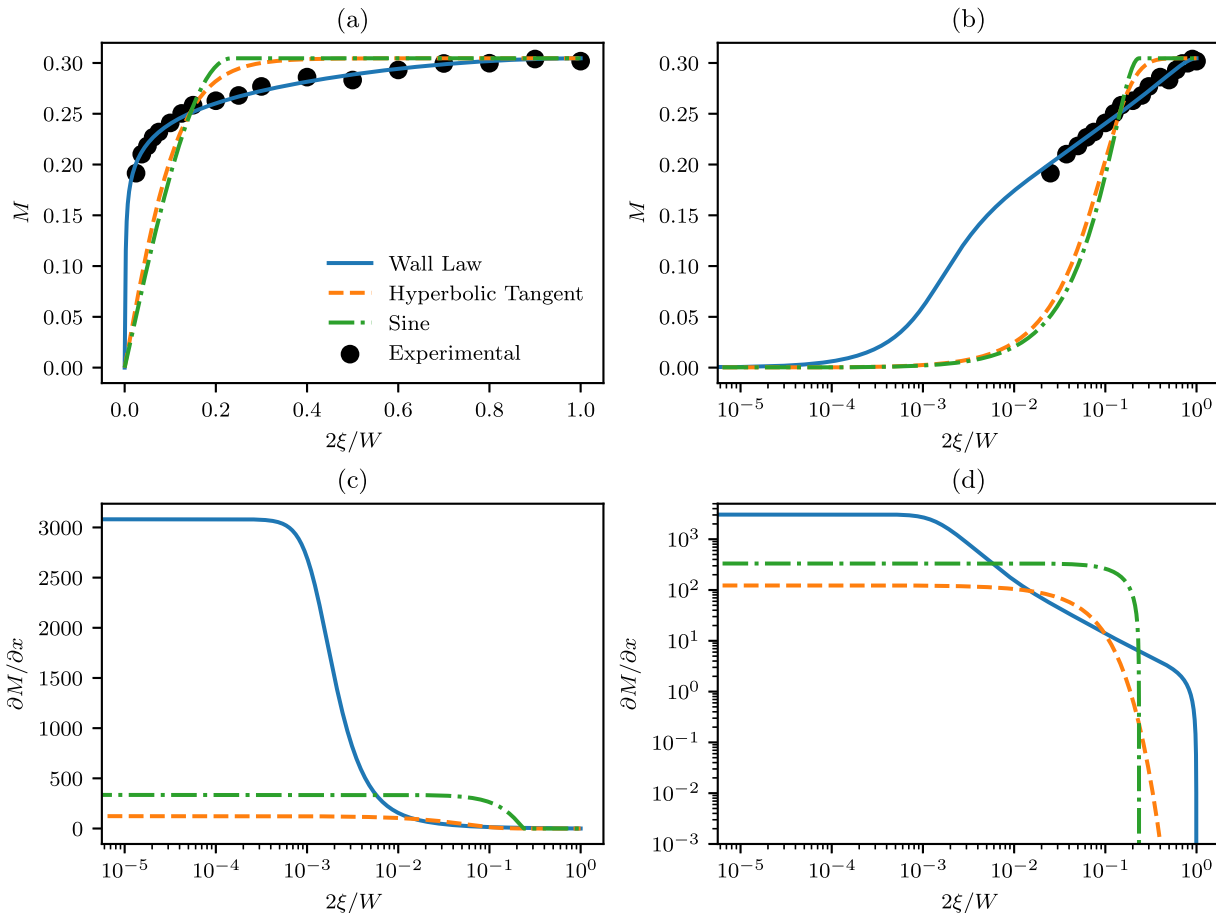 (a)
0.30
0.25
0.20
0.15
0.10
0.05
0.00
M
0.0 0.2 0.4 0.6 0.8 1.0
2ξ/W
Wall Law
Hyperbolic Tangent
Sine
Experimental
(b)
0.30
0.25
0.20
0.15
0.10
0.05
0.00
M
10⁻⁵ 10⁻⁴ 10⁻³ 10⁻² 10⁻¹ 10⁰
2ξ/W
(c)
3000
2500
2000
1500
1000
500
0
∂M/∂x
10⁻⁵ 10⁻⁴ 10⁻³ 10⁻² 10⁻¹ 10⁰
2ξ/W
(d)
10³
10²
10¹
10⁰
10⁻¹
10⁻²
10⁻³
∂M/∂x
10⁻⁵ 10⁻⁴ 10⁻³ 10⁻² 10⁻¹ 10⁰
2ξ/W